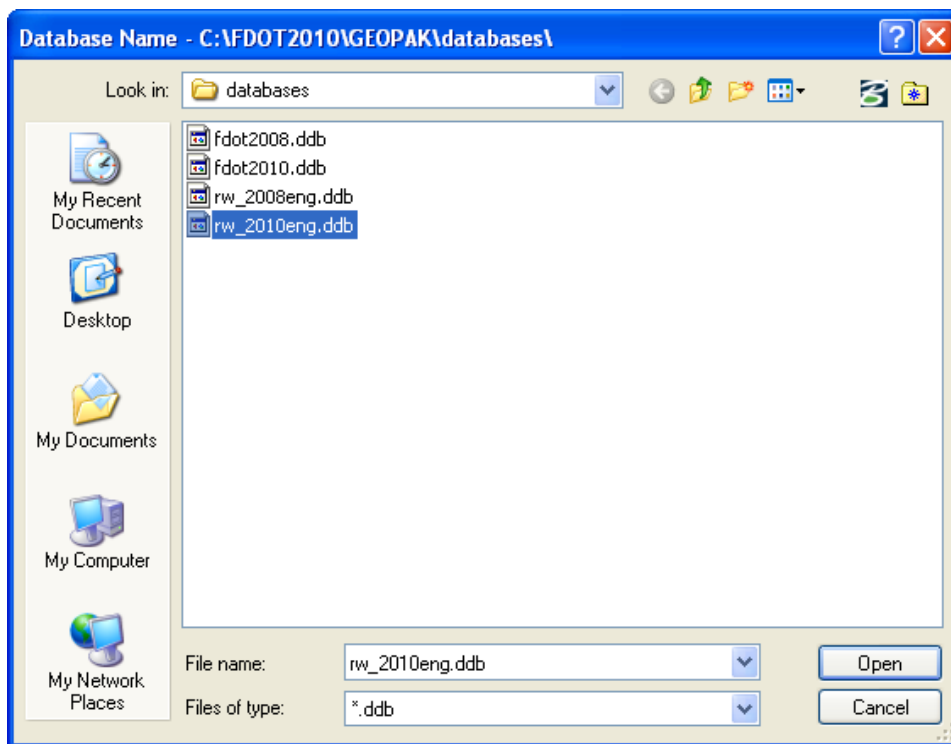 Database Name - C:\FDOT2010\GEOPAK\databases\
Look in:
databases
fdot2008.ddb
fdot2010.ddb
rw_2008eng.ddb
rw_2010eng.ddb
My Recent
Documents
Desktop
My Documents
My Computer
My Network
Places
File name:
rw_2010eng.ddb
Open
Files of type:
*.ddb
Cancel